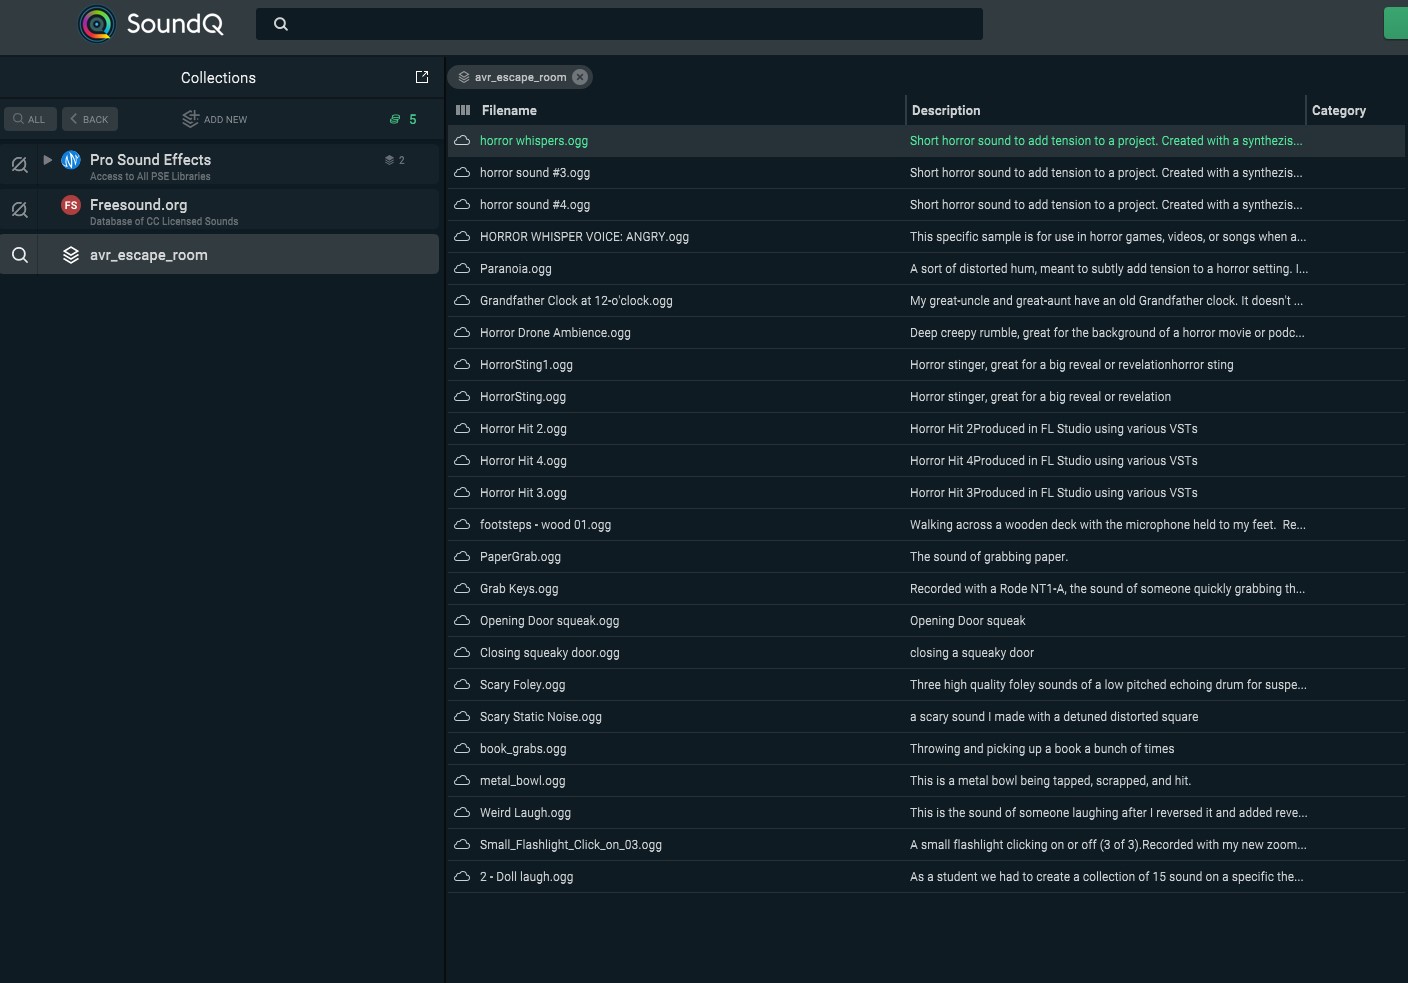 SoundQ
Collections
ALL
BACK
ADD NEW
5
Pro Sound Effects
Access to All PSE Libraries
2
FS
Freesound.org
Database of CC Licensed Sounds
avr_escape_room
avr_escape_room
Filename Description Category
horror whispers.ogg Short horror sound to add tension to a project. Created with a synthezis...
horror sound #3.ogg Short horror sound to add tension to a project. Created with a synthezis...
horror sound #4.ogg Short horror sound to add tension to a project. Created with a synthezis...
HORROR WHISPER VOICE: ANGRY.ogg This specific sample is for use in horror games, videos, or songs when a...
Paranoia.ogg A sort of distorted hum, meant to subtly add tension to a horror setting. I...
Grandfather Clock at 12-o'clock.ogg My great-uncle and great-aunt have an old Grandfather clock. It doesn't ...
Horror Drone Ambience.ogg Deep creepy rumble, great for the background of a horror movie or podc...
HorrorSting1.ogg Horror stinger, great for a big reveal or revelationhorror sting
HorrorSting.ogg Horror stinger, great for a big reveal or revelation
Horror Hit 2.ogg Horror Hit 2Produced in FL Studio using various VSTs
Horror Hit 4.ogg Horror Hit 4Produced in FL Studio using various VSTs
Horror Hit 3.ogg Horror Hit 3Produced in FL Studio using various VSTs
footsteps - wood 01.ogg Walking across a wooden deck with the microphone held to my feet.  Re...
PaperGrab.ogg The sound of grabbing paper.
Grab Keys.ogg Recorded with a Rode NT1-A, the sound of someone quickly grabbing th...
Opening Door squeak.ogg Opening Door squeak
Closing squeaky door.ogg closing a squeaky door
Scary Foley.ogg Three high quality foley sounds of a low pitched echoing drum for suspe...
Scary Static Noise.ogg a scary sound I made with a detuned distorted square
book_grabs.ogg Throwing and picking up a book a bunch of times
metal_bowl.ogg This is a metal bowl being tapped, scrapped, and hit.
Weird Laugh.ogg This is the sound of someone laughing after I reversed it and added reve...
Small_Flashlight_Click_on_03.ogg A small flashlight clicking on or off (3 of 3).Recorded with my new zoom...
2 - Doll laugh.ogg As a student we had to create a collection of 15 sound on a specific the...